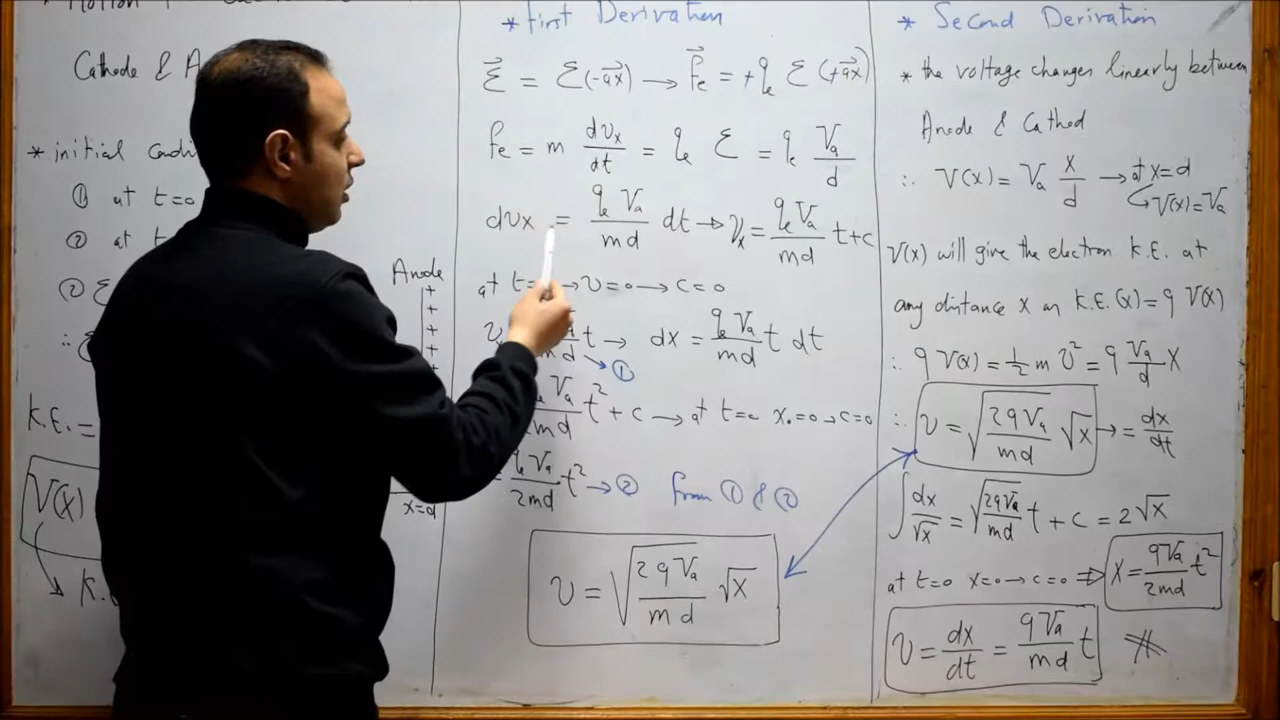 Cathode &
* initial
① at t=0
② at
② ε
Anode
+
+
+
+
x=d
K.E. =
V(x)
K.
* First Derivation
ε⃗ = ε(-a⃗x) → F⃗e = +qe ε (+a⃗x)
fe = m dvx/dt = qe ε = qe Va/d
dvx = qe Va/md dt → vx = qe Va/md t+c
at t= → v=0 → c=0
t → dx = qe Va/md t dt
md → ①
Va/md t² + c → at t=0 x.=0 → c=0
qe Va/2md t² → ② from ① & ②
v = √(2qVa/md) √x
* Second Derivation
* the voltage changes linearly between
Anode & Cathod
∴ V(x) = Va x/d → at x=d
↪ V(x)=Va
V(x) will give the electron K.E. at
any distance x an K.E.(x) = q V(x)
∴ q V(x) = 1/2 m v² = q Va/d x
∴ v = √(2qVa/md) √x → = dx/dt
∫ dx/√x = √(2qVa/md) t + c = 2√x
at t=0 x=0 → c=0 ⇒ x = qVa/2md t²
v = dx/dt = qVa/md t